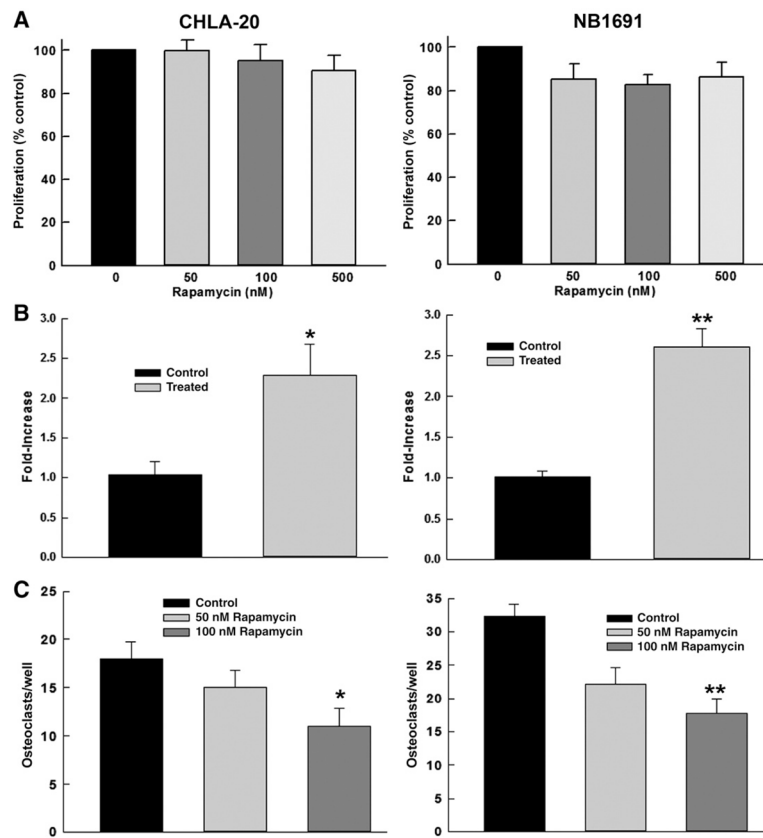 A
CHLA-20
Proliferation (% control)
100
80
60
40
20
0
0 50 100 500
Rapamycin (nM)
NB1691
Proliferation (% control)
100
80
60
40
20
0
0 50 100 500
Rapamycin (nM)
B
Fold-Increase
3.0
2.5
2.0
1.5
1.0
0.5
0.0
Control
Treated
*
Fold-Increase
3.0
2.5
2.0
1.5
1.0
0.5
0.0
Control
Treated
**
C
Osteoclasts/well
25
20
15
10
5
0
Control
50 nM Rapamycin
100 nM Rapamycin
*
Osteoclasts/well
35
30
25
20
15
10
5
0
Control
50 nM Rapamycin
100 nM Rapamycin
**